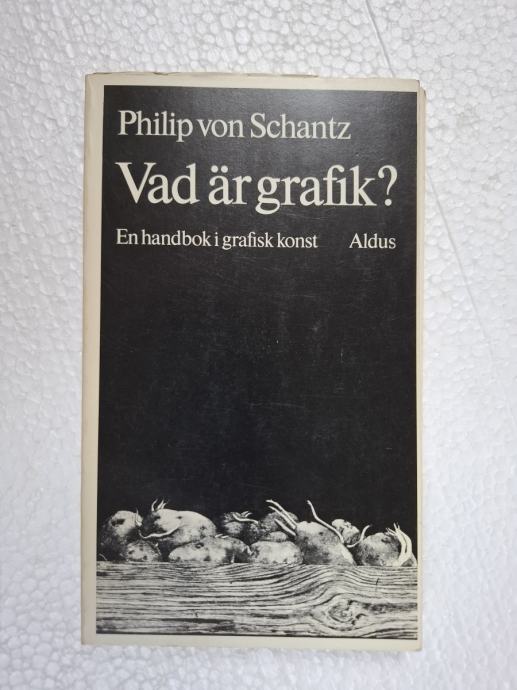 Philip von Schantz
Vad är grafik?
En handbok i grafisk konst Aldus